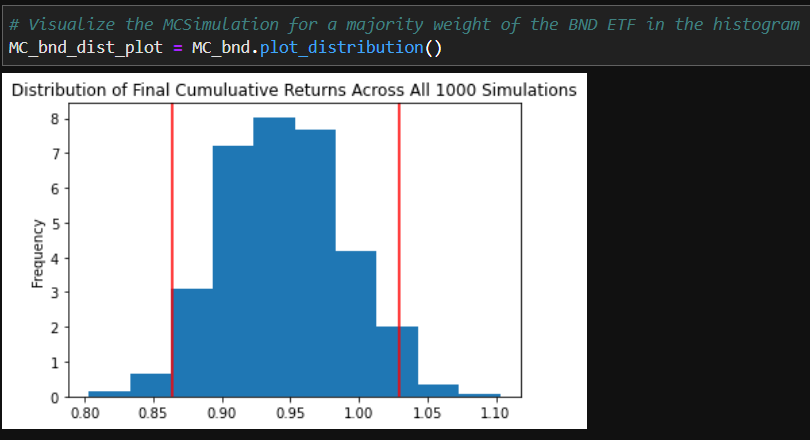 # Visualize the MCSimulation for a majority weight of the BND ETF in the histogram
MC_bnd_dist_plot = MC_bnd.plot_distribution()
Distribution of Final Cumuluative Returns Across All 1000 Simulations
8
7
6
5
4
3
2
1
0
Frequency
0.80 0.85 0.90 0.95 1.00 1.05 1.10